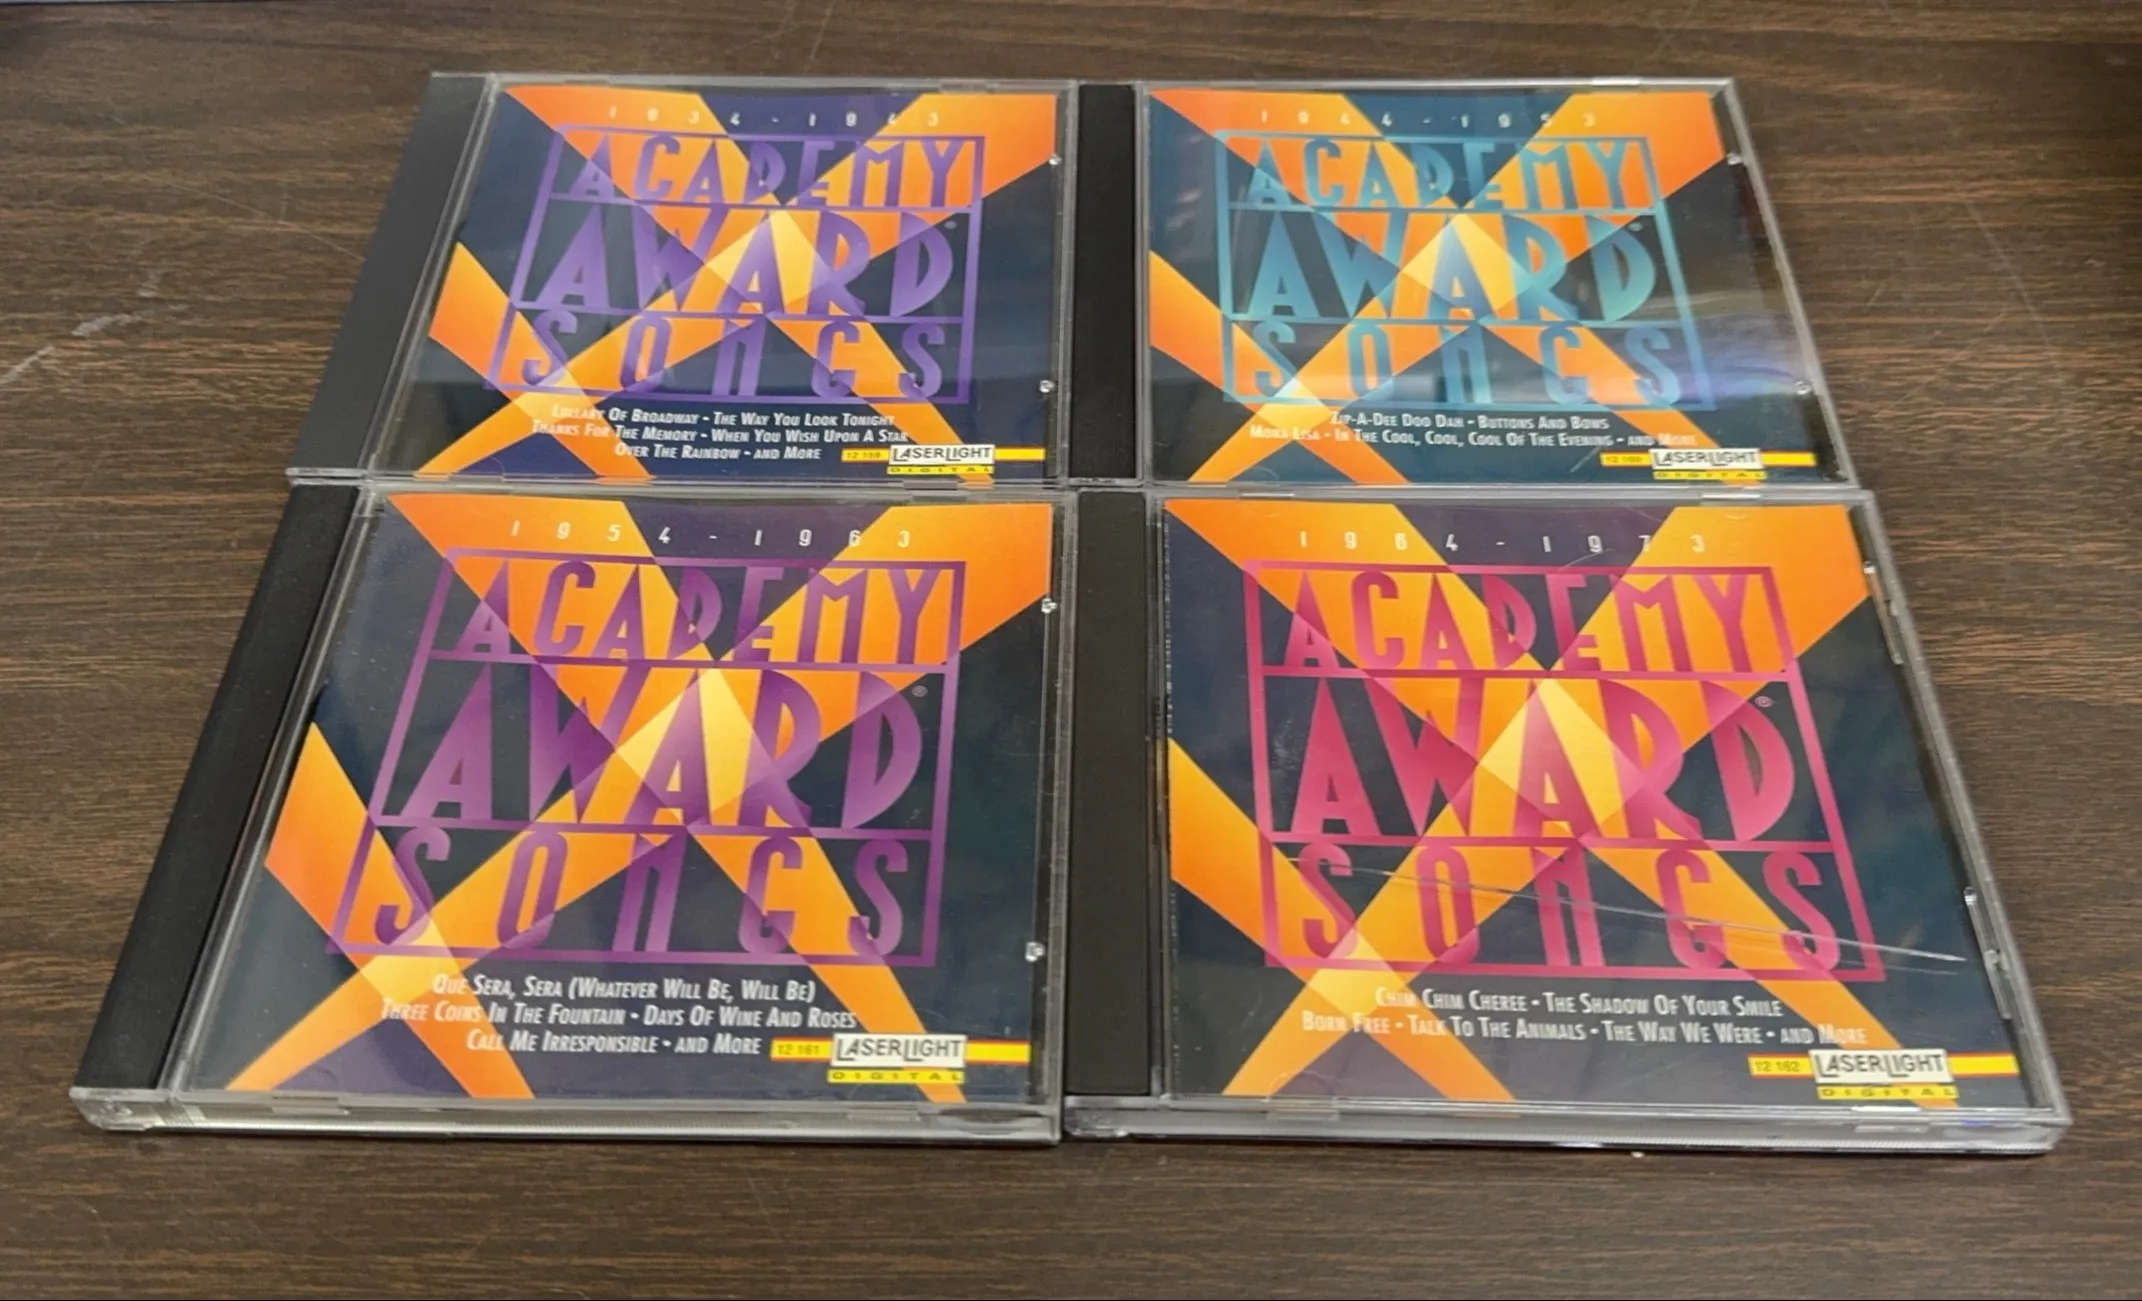 1934-1943
ACADEMY
AWARD
SONGS
LULLABY OF BROADWAY - THE WAY YOU LOOK TONIGHT
THANKS FOR THE MEMORY - WHEN YOU WISH UPON A STAR
OVER THE RAINBOW - AND MORE
12 159 LASERLIGHT
DIGITAL
1944-1953
ACADEMY
AWARD®
SONGS
ZIP-A-DEE DOO DAH - BUTTONS AND BOWS
MONA LISA - IN THE COOL, COOL, COOL OF THE EVENING - AND MORE
12 160 LASERLIGHT
DIGITAL
1954-1963
ACADEMY
AWARD®
SONGS
QUE SERA, SERA (WHATEVER WILL BE, WILL BE)
THREE COINS IN THE FOUNTAIN • DAYS OF WINE AND ROSES
CALL ME IRRESPONSIBLE • AND MORE
12 161 LASERLIGHT
DIGITAL
1964-1973
ACADEMY
AWARD®
SONGS
CHIM CHIM CHEREE • THE SHADOW OF YOUR SMILE
BORN FREE • TALK TO THE ANIMALS • THE WAY WE WERE • AND MORE
12 162 LASERLIGHT
DIGITAL